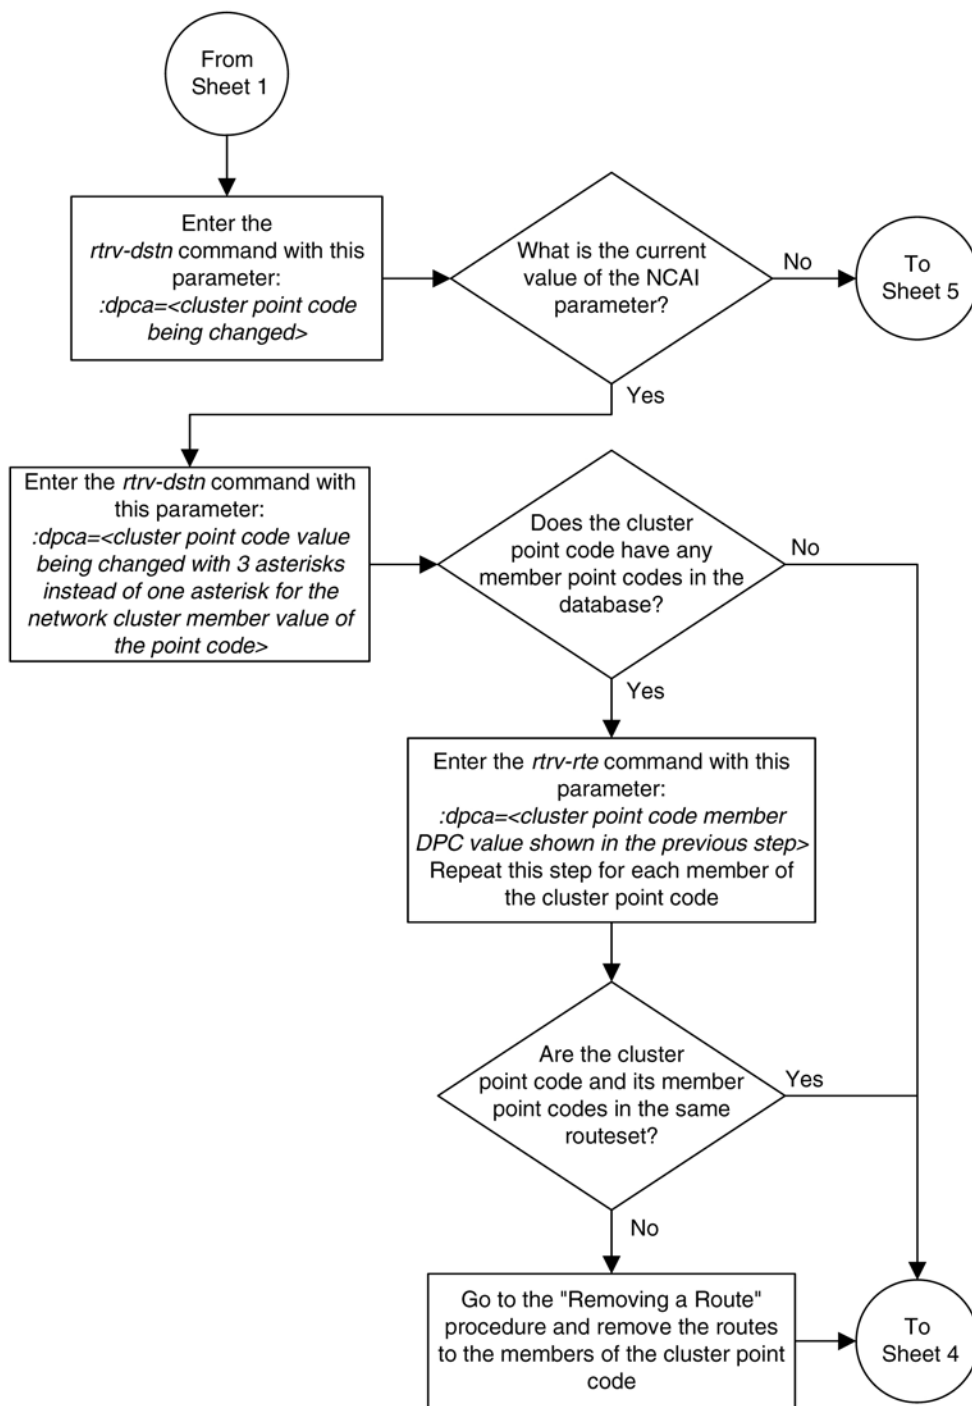 From
Sheet 1
Enter the
rtrv-dstn command with this
parameter:
:dpca=<cluster point code
being changed>
What is the current
value of the NCAI
parameter?
No
To
Sheet 5
Yes
Enter the rtrv-dstn command with
this parameter:
:dpca=<cluster point code value
being changed with 3 asterisks
instead of one asterisk for the
network cluster member value of
the point code>
Does the cluster
point code have any
member point codes in the
database?
No
Yes
Enter the rtrv-rte command with this
parameter:
:dpca=<cluster point code member
DPC value shown in the previous step>
Repeat this step for each member of
the cluster point code
Are the cluster
point code and its member
point codes in the same
routeset?
Yes
No
Go to the "Removing a Route"
procedure and remove the routes
to the members of the cluster point
code
To
Sheet 4